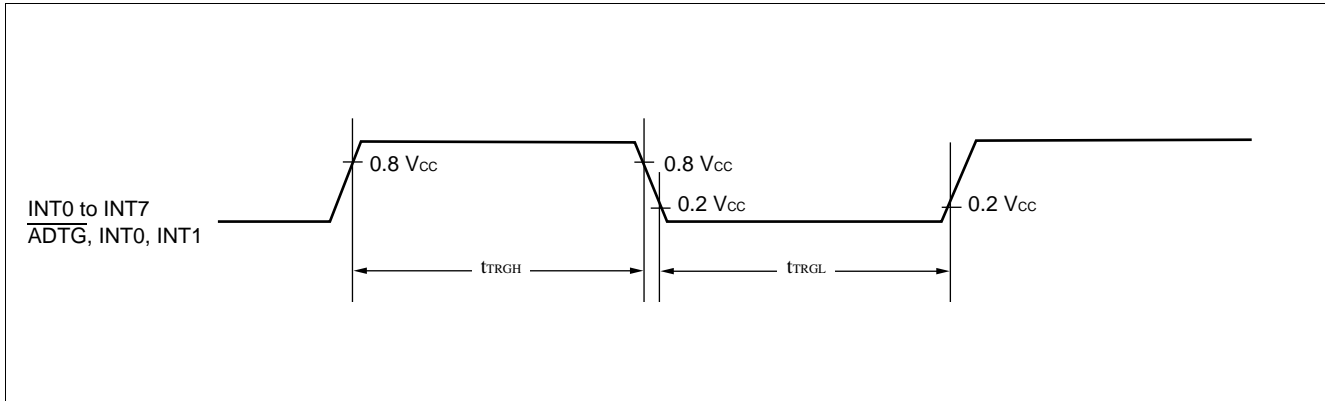 0.8 VCC
0.8 VCC
INT0 to INT7
ADTG, INT0, INT1
0.2 VCC
0.2 VCC
tTRGH
tTRGL